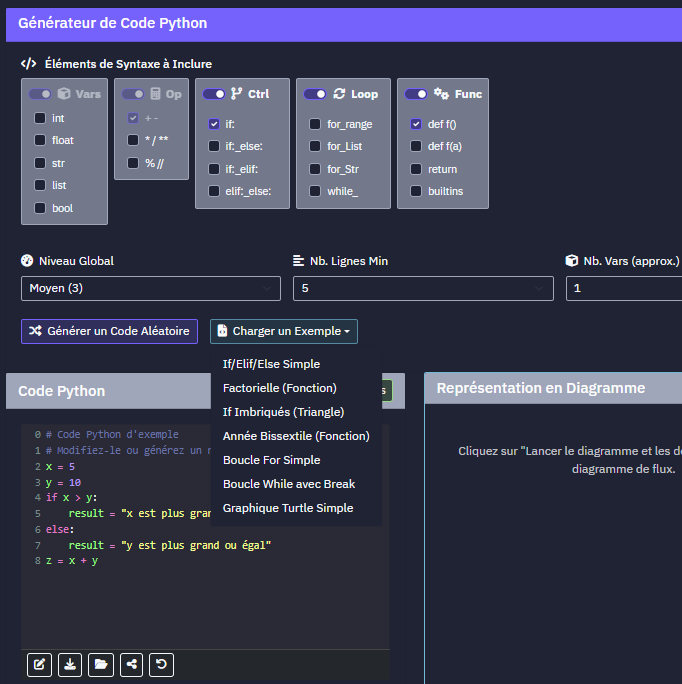 Générateur de Code Python
</> Éléments de Syntaxe à Inclure
Vars
int
float
str
list
bool
Op
+ -
* / **
% //
Ctrl
if:
if:_else:
if:_elif:
elif:_else:
Loop
for_range
for_List
for_Str
while_
Func
def f()
def f(a)
return
builtins
Niveau Global
Moyen (3)
Nb. Lignes Min
5
Nb. Vars (approx.)
1
Générer un Code Aléatoire
Charger un Exemple
If/Elif/Else Simple
Factorielle (Fonction)
If Imbriqués (Triangle)
Année Bissextile (Fonction)
Boucle For Simple
Boucle While avec Break
Graphique Turtle Simple
Code Python
s
0 # Code Python d'exemple
1 # Modifiez-le ou générez un
2 x = 5
3 y = 10
4 if x > y:
5 result = "x est plus gran
6 else:
7 result = "y est plus grand ou égal"
8 z = x + y
Représentation en Diagramme
Cliquez sur "Lancer le diagramme et les
diagramme de flux.